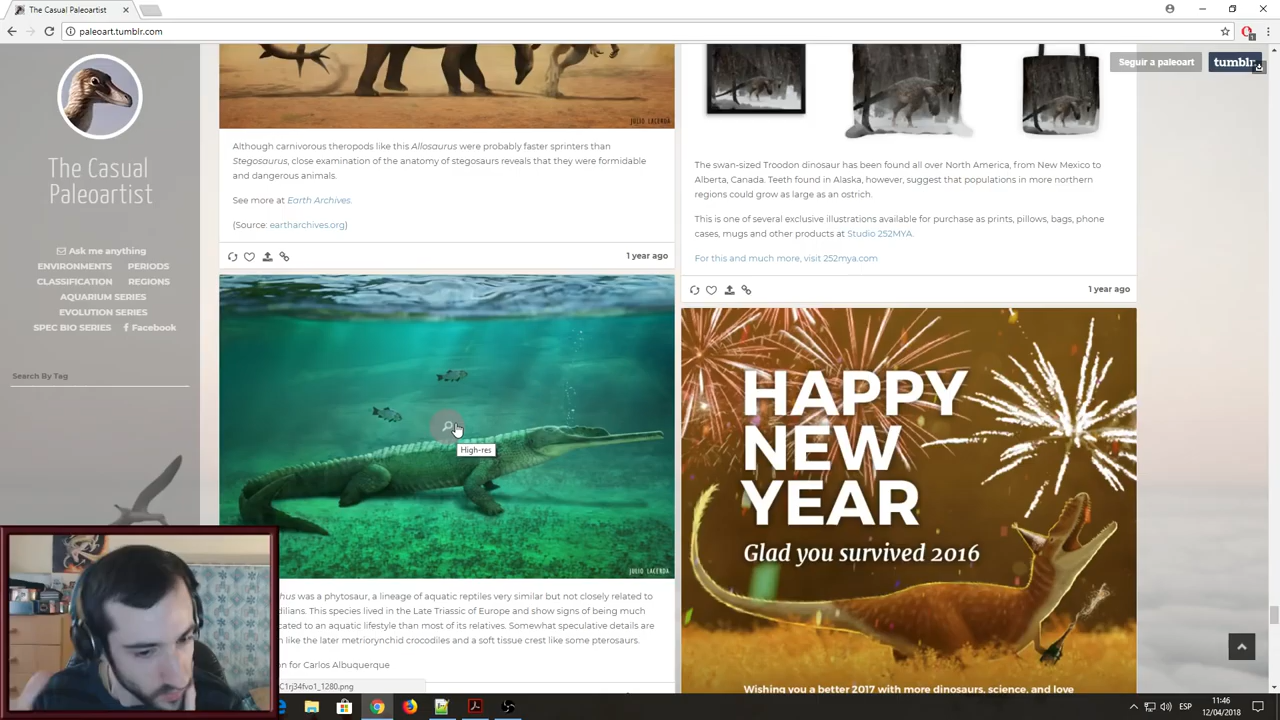 The Casual Paleoartist
paleoart.tumblr.com
Seguir a paleoart
tumblr.
The Casual
Paleoartist
Ask me anything
ENVIRONMENTS PERIODS
CLASSIFICATION REGIONS
AQUARIUM SERIES
EVOLUTION SERIES
SPEC BIO SERIES Facebook
Search By Tag
JULIO LACERDA
Although carnivorous theropods like this Allosaurus were probably faster sprinters than
Stegosaurus, close examination of the anatomy of stegosaurs reveals that they were formidable
and dangerous animals.
See more at Earth Archives.
(Source: eartharchives.org)
1 year ago
High-res
JULIO LACERDA
hus was a phytosaur, a lineage of aquatic reptiles very similar but not closely related to
dilians. This species lived in the Late Triassic of Europe and show signs of being much
cated to an aquatic lifestyle than most of its relatives. Somewhat speculative details are
n like the later metriorynchid crocodiles and a soft tissue crest like some pterosaurs.
n for Carlos Albuquerque
C1rj34fvo1_1280.png
The swan-sized Troodon dinosaur has been found all over North America, from New Mexico to
Alberta, Canada. Teeth found in Alaska, however, suggest that populations in more northern
regions could grow as large as an ostrich.
This is one of several exclusive illustrations available for purchase as prints, pillows, bags, phone
cases, mugs and other products at Studio 252MYA.
For this and much more, visit 252mya.com
1 year ago
HAPPY
NEW
YEAR
Glad you survived 2016
Wishing you a better 2017 with more dinosaurs, science, and love
ESP
11:46
12/04/2018